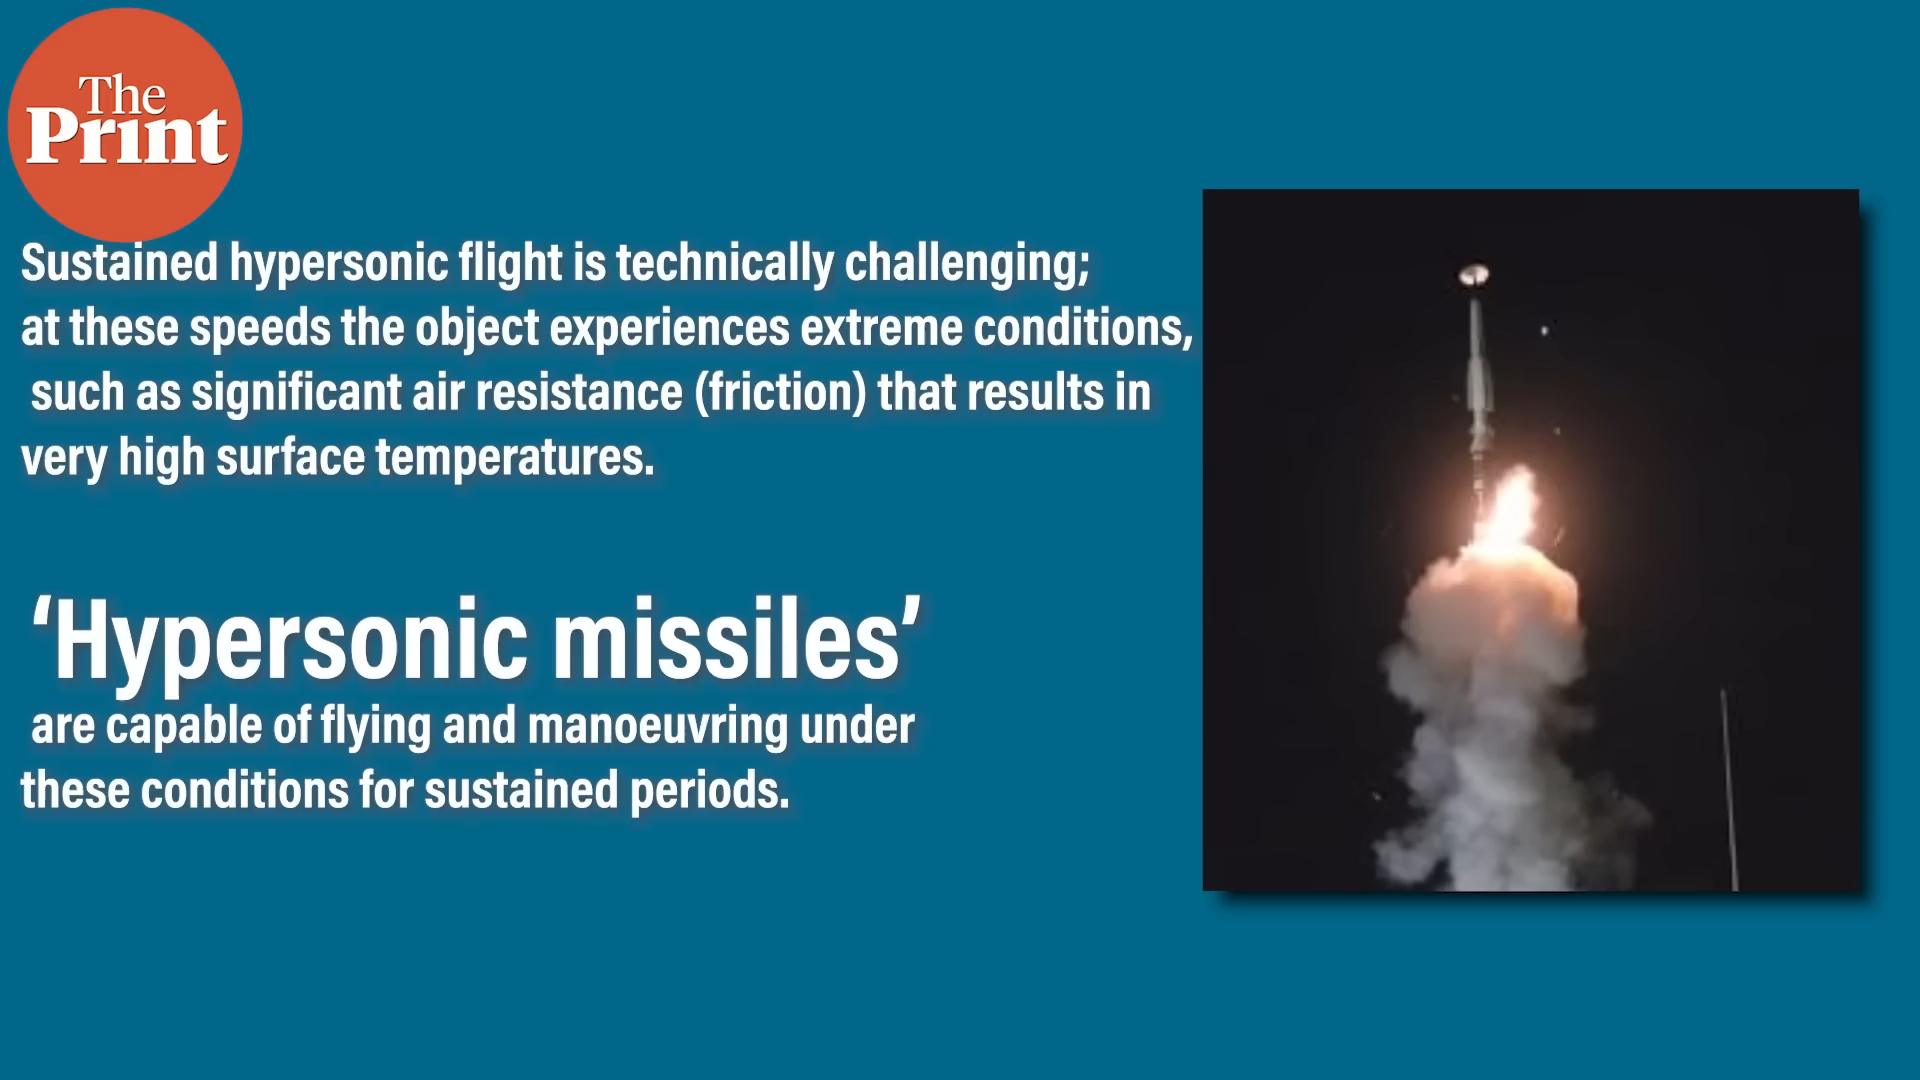 The
Print
Sustained hypersonic flight is technically challenging;
at these speeds the object experiences extreme conditions,
such as significant air resistance (friction) that results in
very high surface temperatures.
‘Hypersonic missiles’
are capable of flying and manoeuvring under
these conditions for sustained periods.